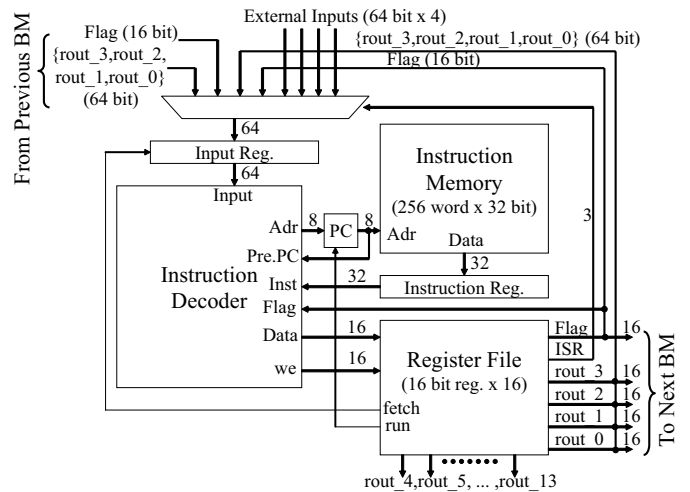 External Inputs (64 bit x 4)
Flag (16 bit)
{rout_3,rout_2,
rout_1,rout_0}
(64 bit)
{rout_3,rout_2,rout_1,rout_0} (64 bit)
Flag (16 bit)
From Previous BM
64
Input Reg.
64
Input
Instruction
Decoder
Adr
Pre.PC
Inst
Flag
Data
we
8
PC
8
Instruction
Memory
(256 word x 32 bit)
Adr
Data
3
32
32
Instruction Reg.
16
16
Register File
(16 bit reg. x 16)
fetch
run
Flag
16
ISR
rout_3
16
rout_2
16
rout_1
16
rout_0
16
To Next BM
rout_4,rout_5, ... ,rout_13